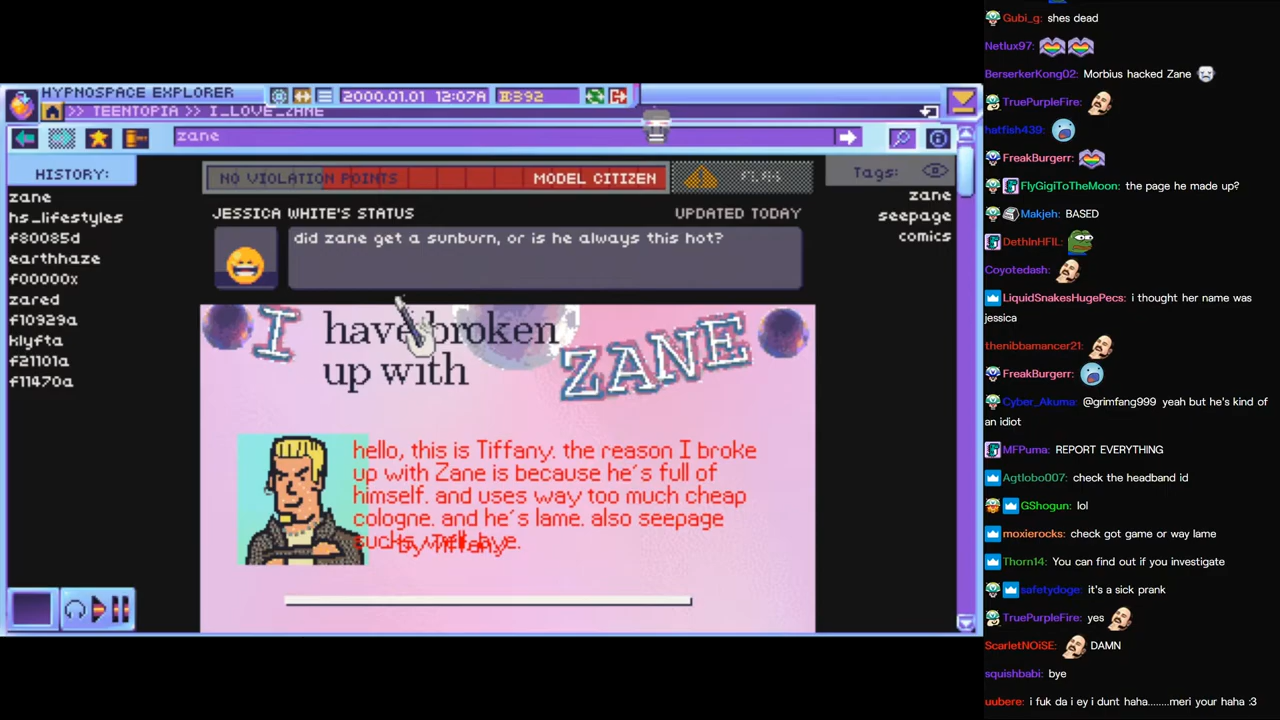 HYPNOSPACE EXPLORER
2000.01.01 12:07A
392
>> TEENTOPIA >> I_LOVE_ZANE
zane
HISTORY:
zane
hs_lifestyles
f80085d
earthhaze
f00000x
zared
f10929a
klyfta
f21101a
f11470a
NO VIOLATION POINTS
MODEL CITIZEN
Tags:
zane
seepage
comics
JESSICA WHITE'S STATUS
UPDATED TODAY
did zane get a sunburn, or is he always this hot?
I have broken
up with ZANE
hello, this is Tiffany. the reason I broke
up with Zane is because he's full of
himself. and uses way too much cheap
cologne. and he's lame. also seepage
sucks. well bye.
by Tiffany
Gubi_g: shes dead
Netlux97:
BerserkerKong02: Morbius hacked Zane
TruePurpleFire:
hatfish439:
FreakBurgerr:
FlyGigiToTheMoon: the page he made up?
Makjeh: BASED
DethInHFIL:
Coyotedash:
LiquidSnakesHugePecs: i thought her name was
jessica
thenibbamancer21:
FreakBurgerr:
Cyber_Akuma: @grimfang999 yeah but he's kind of
an idiot
MFPuma: REPORT EVERYTHING
Agtlobo007: check the headband id
GShogun: lol
moxierocks: check got game or way lame
Thorn14: You can find out if you investigate
safetydoge: it's a sick prank
TruePurpleFire: yes
ScarletNOiSE: DAMN
squishbabi: bye
uubere: i fuk da i ey i dunt haha........meri your haha :3